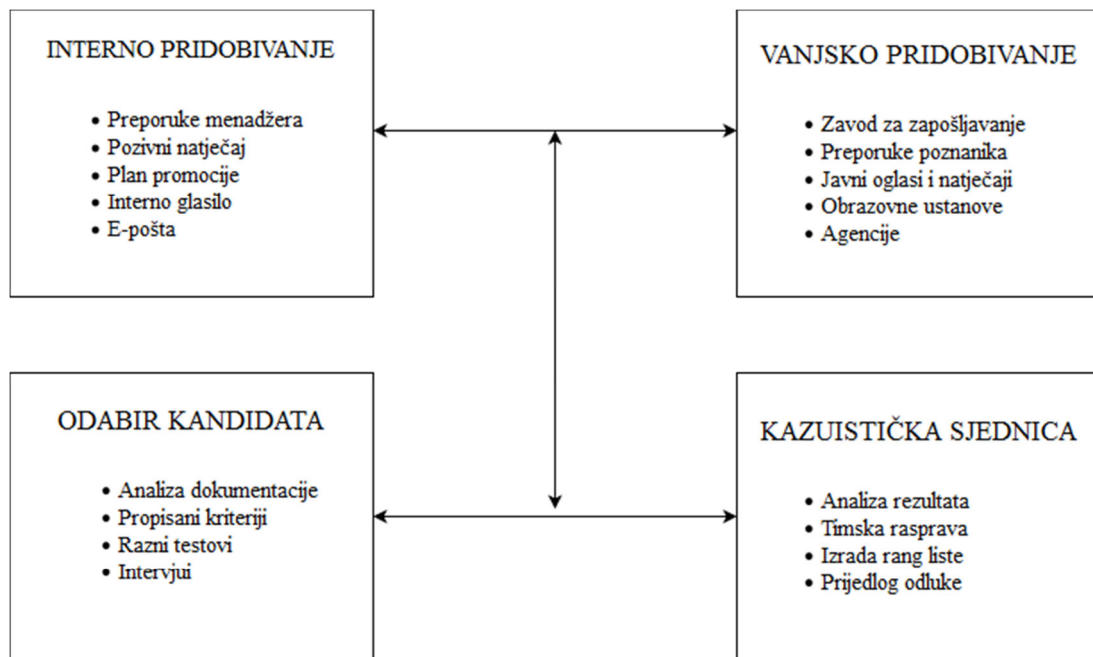 INTERNO PRIDOBIVANJE
• Preporuke menadžera
• Pozivni natječaj
• Plan promocije
• Interno glasilo
• E-pošta
VANJSKO PRIDOBIVANJE
• Zavod za zapošljavanje
• Preporuke poznanika
• Javni oglasi i natječaji
• Obrazovne ustanove
• Agencije
ODABIR KANDIDATA
• Analiza dokumentacije
• Propisani kriteriji
• Razni testovi
• Intervjui
KAZUISTIČKA SJEDNICA
• Analiza rezultata
• Timska rasprava
• Izrada rang liste
• Prijedlog odluke